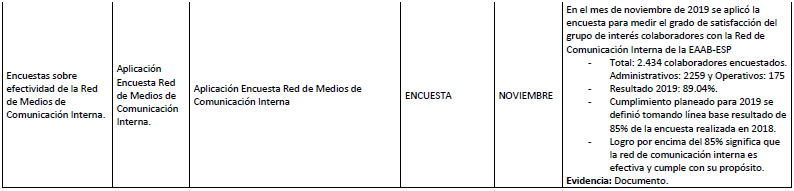 Encuestas sobre
efectividad de la Red
de Medios de
Comunicación Interna.
Aplicación
Encuesta Red
de Medios de
Comunicación
Interna.
Aplicación Encuesta Red de Medios de
Comunicación Interna
ENCUESTA
NOVIEMBRE
En el mes de noviembre de 2019 se aplicó la
encuesta para medir el grado de satisfacción del
grupo de interés colaboradores con la Red de
Comunicación Interna de la EAAB-ESP
- Total: 2.434 colaboradores encuestados.
Administrativos: 2259 y Operativos: 175
- Resultado 2019: 89.04%.
- Cumplimiento planeado para 2019 se
definió tomando línea base resultado de
85% de la encuesta realizada en 2018.
- Logro por encima del 85% significa que
la red de comunicación interna es
efectiva y cumple con su propósito.
Evidencia: Documento.